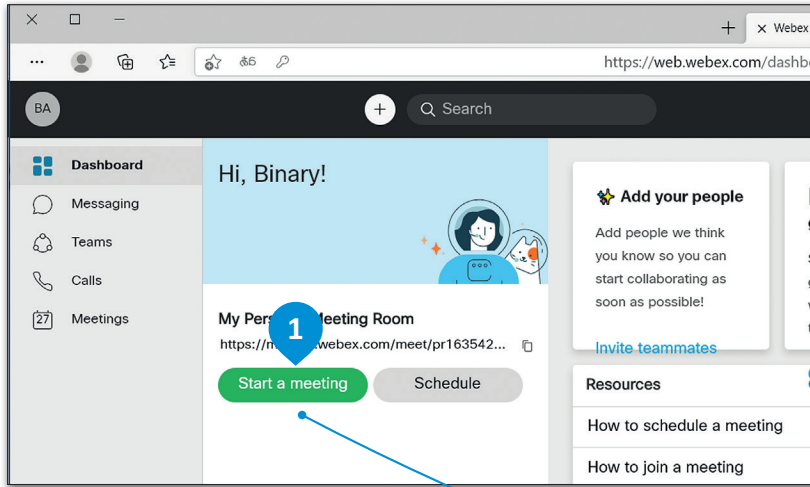 Webex
https://web.webex.com/dashb
BA
Search
Dashboard
Messaging
Teams
Calls
27 Meetings
Hi, Binary!
My Per Meeting Room
https://m webex.com/meet/pr163542...
1
Start a meeting
Schedule
Add your people
Add people we think
you know so you can
start collaborating as
soon as possible!
Invite teammates
Resources
How to schedule a meeting
How to join a meeting